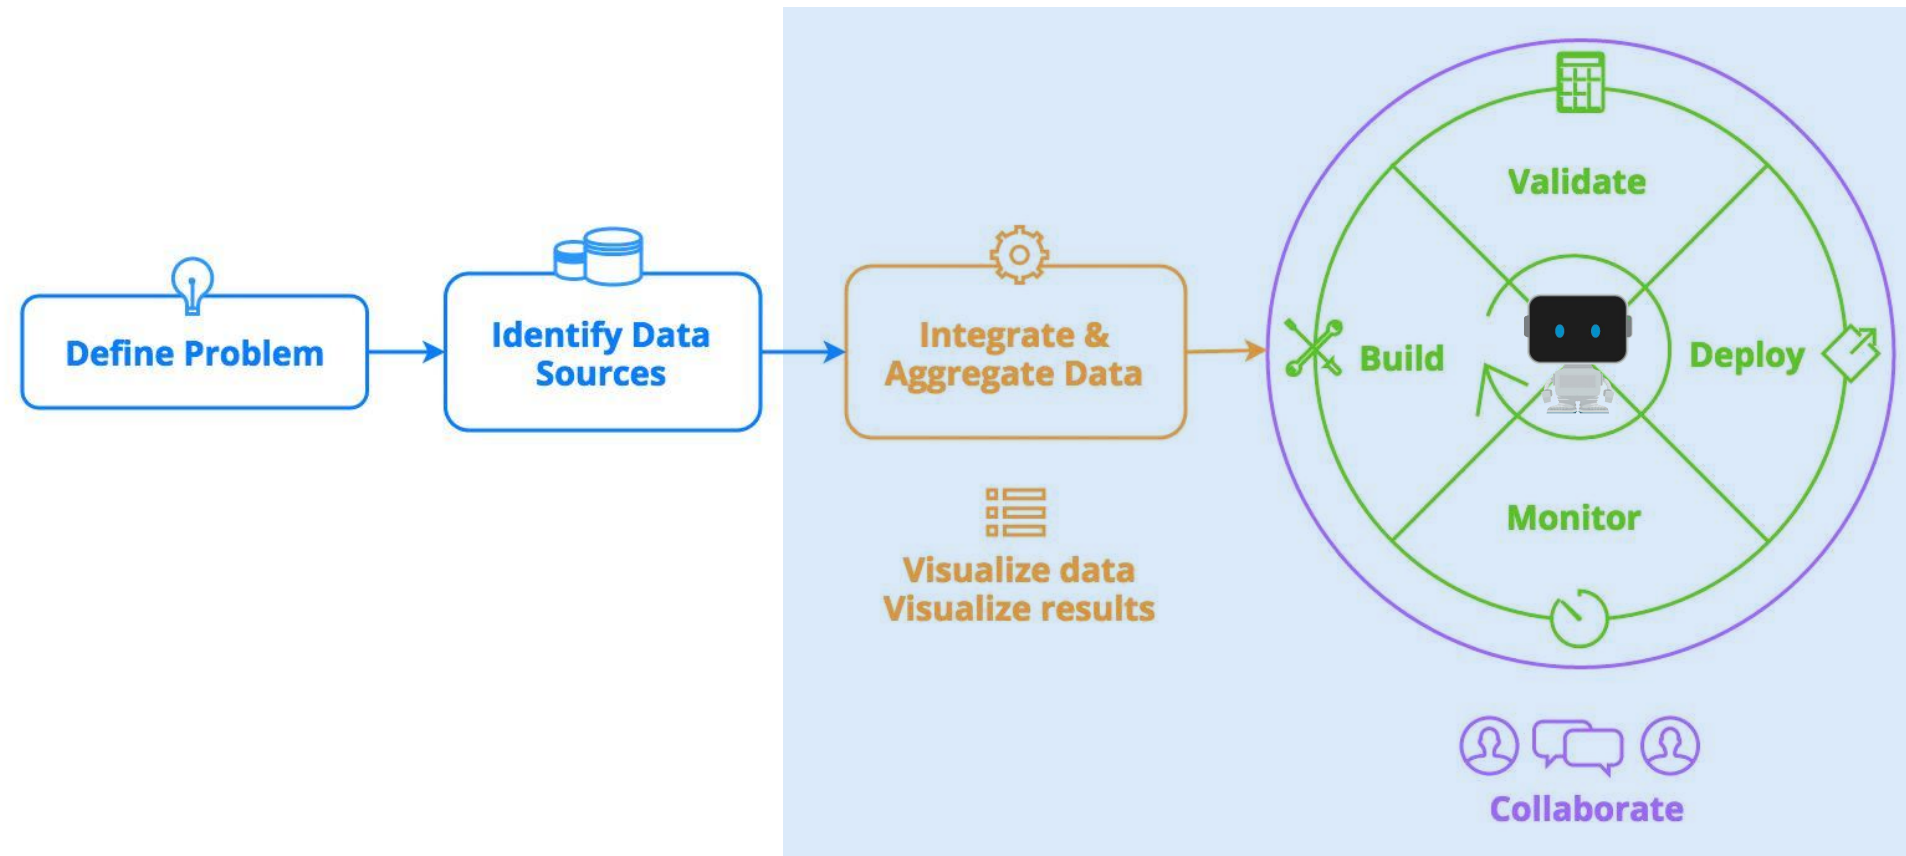 Define Problem
Identify Data
Sources
Integrate &
Aggregate Data
Visualize data
Visualize results
Validate
Build
Deploy
Monitor
Collaborate